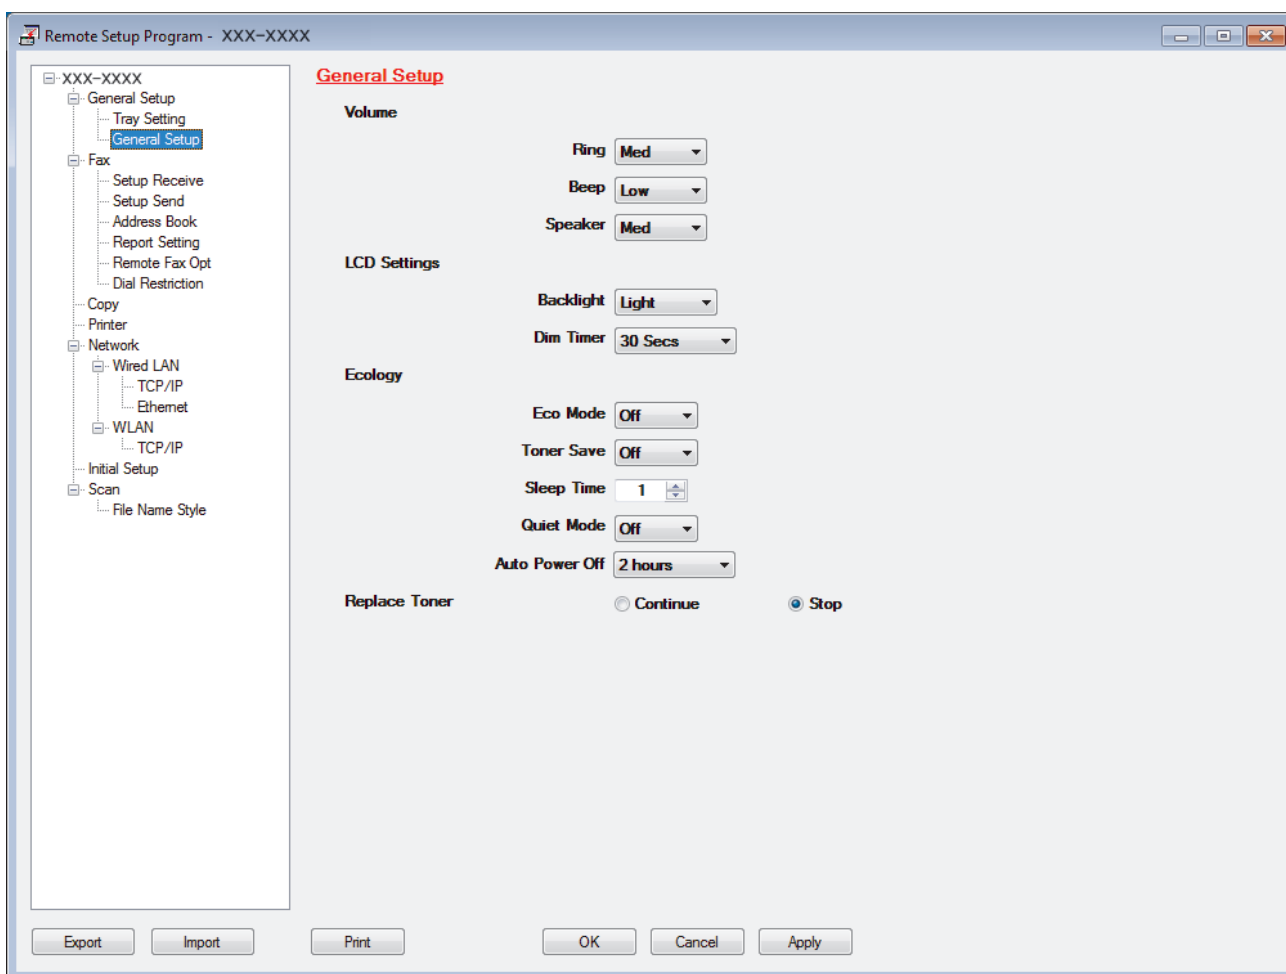 Remote Setup Program - XXX-XXXX
XXX-XXXX
General Setup
Tray Setting
General Setup
Fax
Setup Receive
Setup Send
Address Book
Report Setting
Remote Fax Opt
Dial Restriction
Copy
Printer
Network
Wired LAN
TCP/IP
Ethernet
WLAN
TCP/IP
Initial Setup
Scan
File Name Style
General Setup
Volume
Ring Med
Beep Low
Speaker Med
LCD Settings
Backlight Light
Dim Timer 30 Secs
Ecology
Eco Mode Off
Toner Save Off
Sleep Time 1
Quiet Mode Off
Auto Power Off 2 hours
Replace Toner Continue Stop
Export Import Print OK Cancel Apply